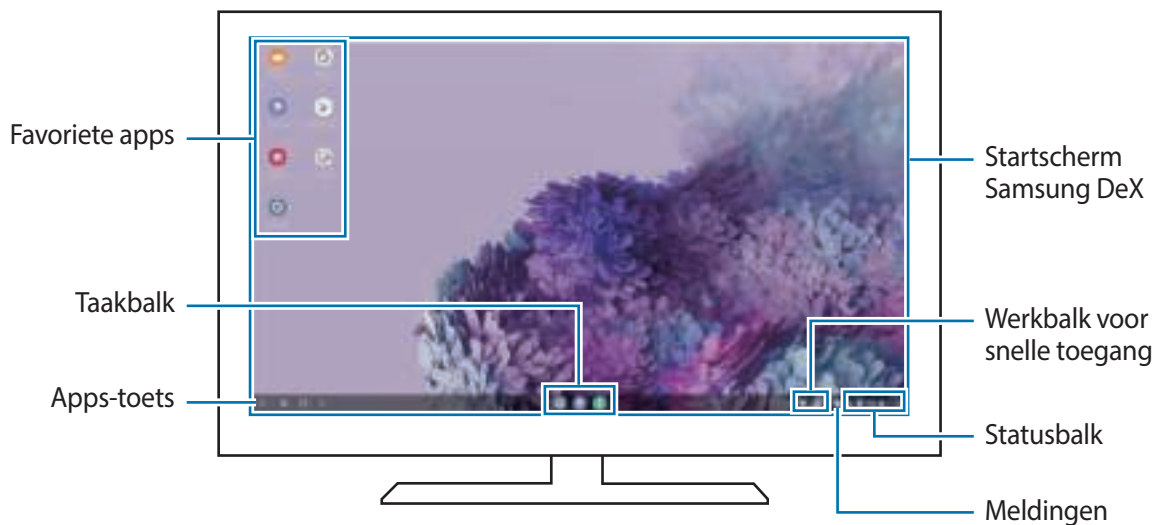 Favoriete apps
Taakbalk
Apps-toets
Startscherm
Samsung DeX
Werkbalk voor
snelle toegang
Statusbalk
Meldingen